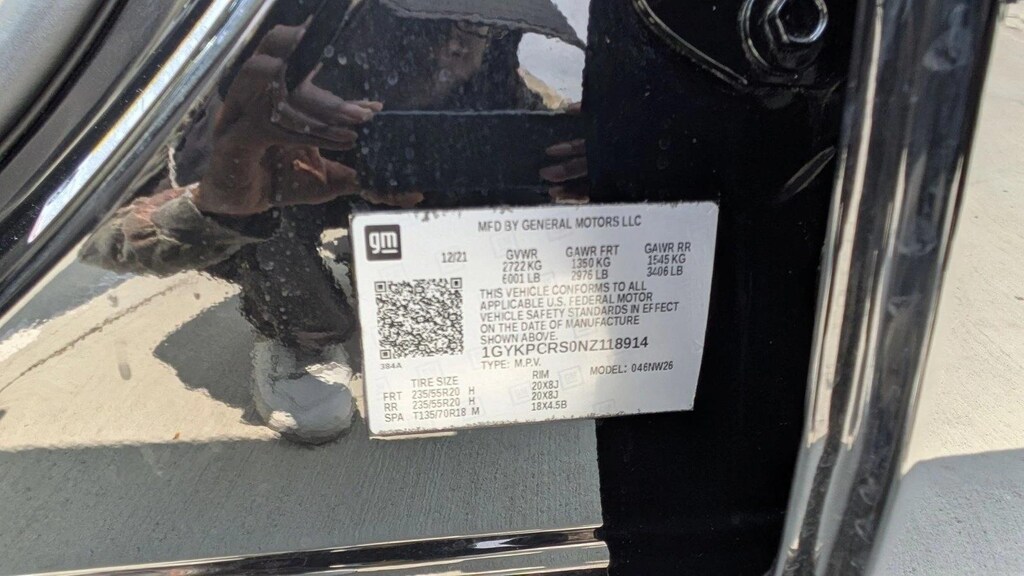 gm
MFD BY GENERAL MOTORS LLC
12/21 GVWR GAWR FRT GAWR RR
2722 KG 1350 KG 1545 KG
6001 LB 2976 LB 3406 LB
THIS VEHICLE CONFORMS TO ALL
APPLICABLE U.S. FEDERAL MOTOR
VEHICLE SAFETY STANDARDS IN EFFECT
ON THE DATE OF MANUFACTURE
SHOWN ABOVE.
384A
1GYKPCRS0NZ118914
TYPE: M.P.V. MODEL: 046NW26
TIRE SIZE RIM
FRT 235/55R20 H 20X8J
RR 235/55R20 H 20X8J
SPA T135/70R18 M 18X4.5B